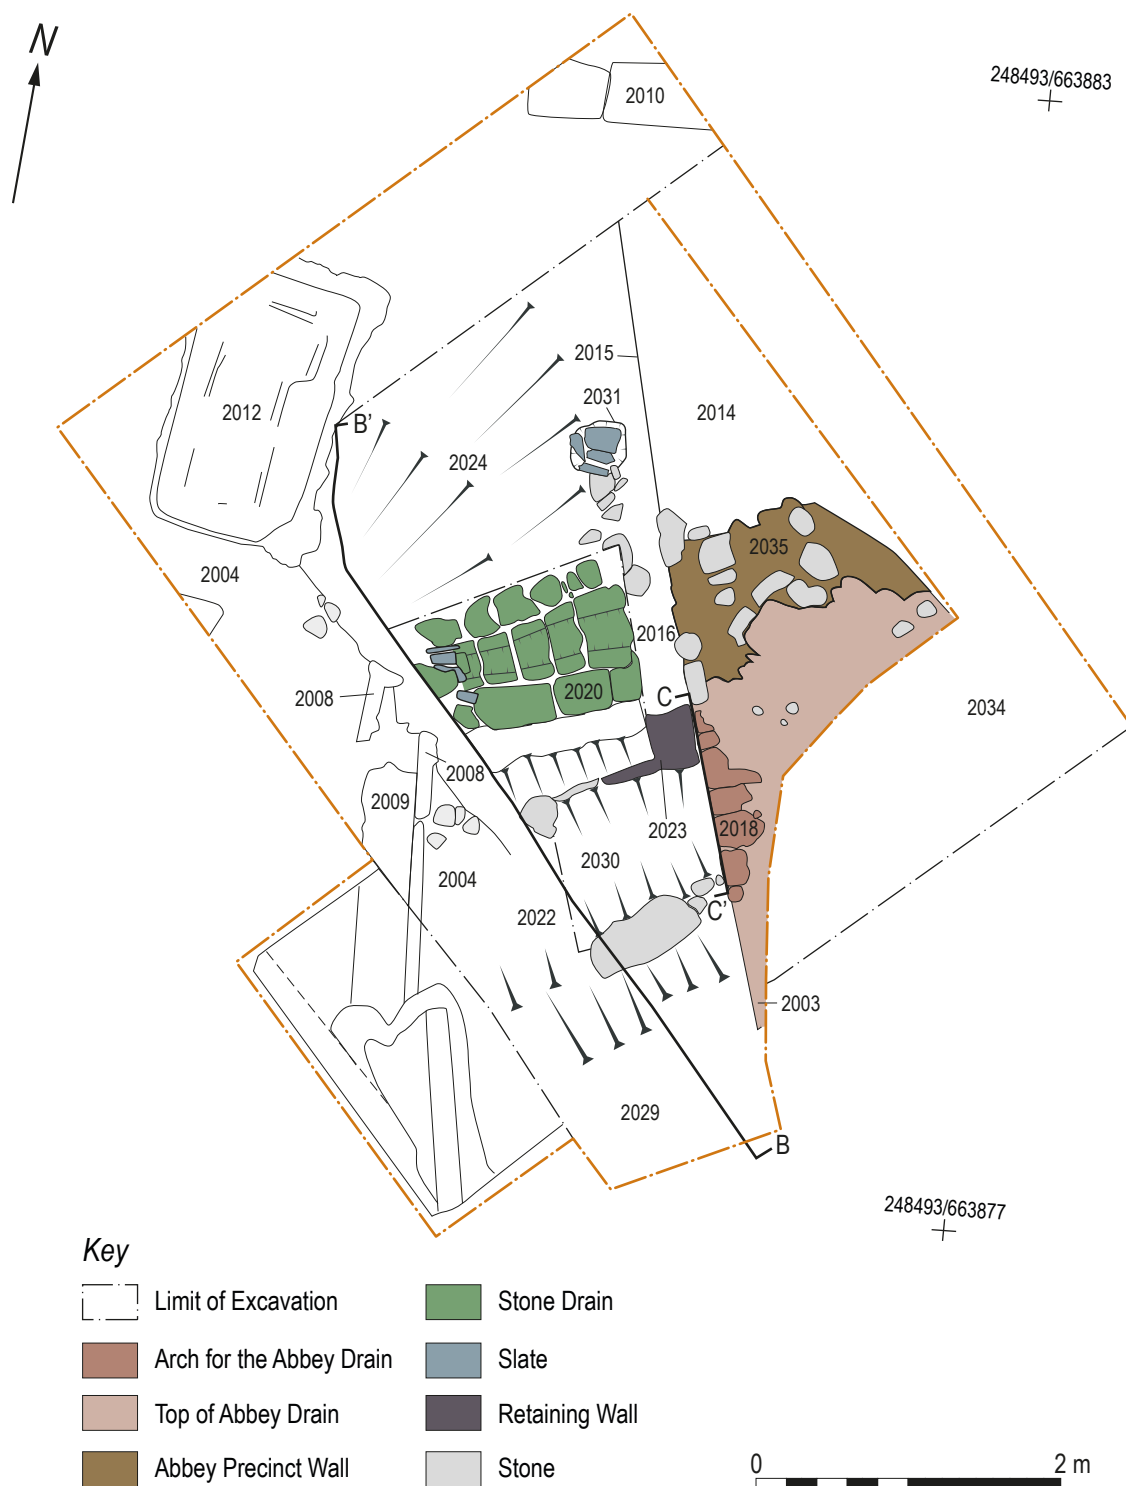 N
248493/663883
2010
2015
2031
2012
B'
2014
2024
2035
2004
2016
2008
C
2020
2034
2008
2009
2023
2018
2030
2004
C'
2022
2003
2029
B
248493/663877
Key
Limit of Excavation
Stone Drain
Arch for the Abbey Drain
Slate
Top of Abbey Drain
Retaining Wall
Abbey Precinct Wall
Stone
0 2 m